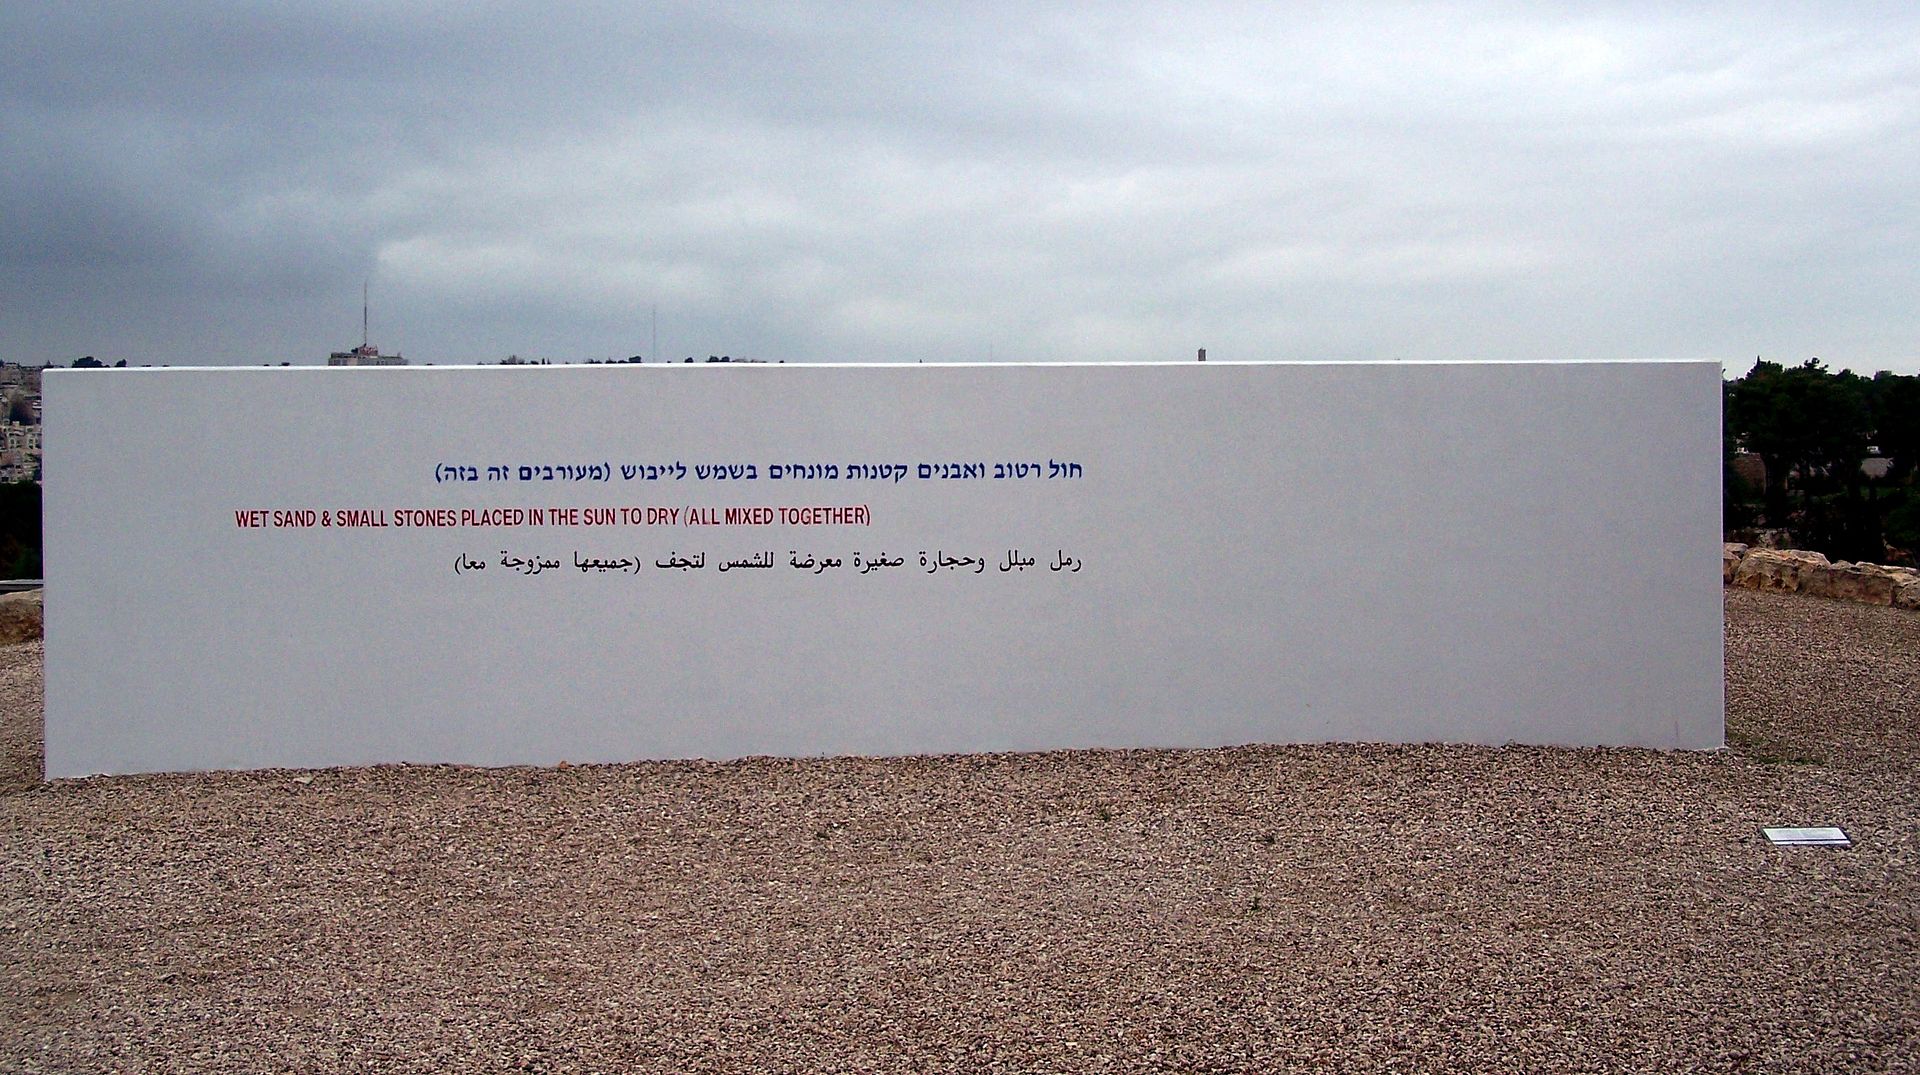 חול רטוב ואבנים קטנות מונחים בשמש לייבוש (מעורבים זה בזה)
WET SAND & SMALL STONES PLACED IN THE SUN TO DRY (ALL MIXED TOGETHER)
رمل مبلل وحجارة صغيرة معرضة للشمس لتجف (جميعها ممزوجة معا)